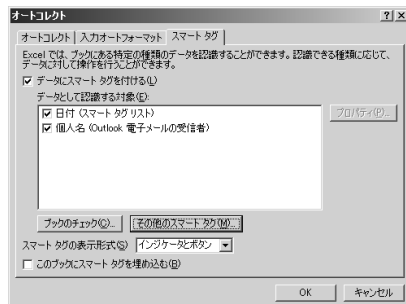 オートコレクト
オートコレクト 入力オートフォーマット スマート タグ
Excel では、ブックにある特定の種類のデータを認識することができます。認識できる種類に応じて、
データに対して操作を行うことができます。
データにスマート タグを付ける(L)
データとして認識する対象(E):
日付 (スマート タグ リスト)
個人名 (Outlook 電子メールの受信者)
プロパティ(P)...
ブックのチェック(C)... その他のスマート タグ(M)...
スマート タグの表示形式(S) インジケータとボタン
このブックにスマート タグを埋め込む(B)
OK キャンセル